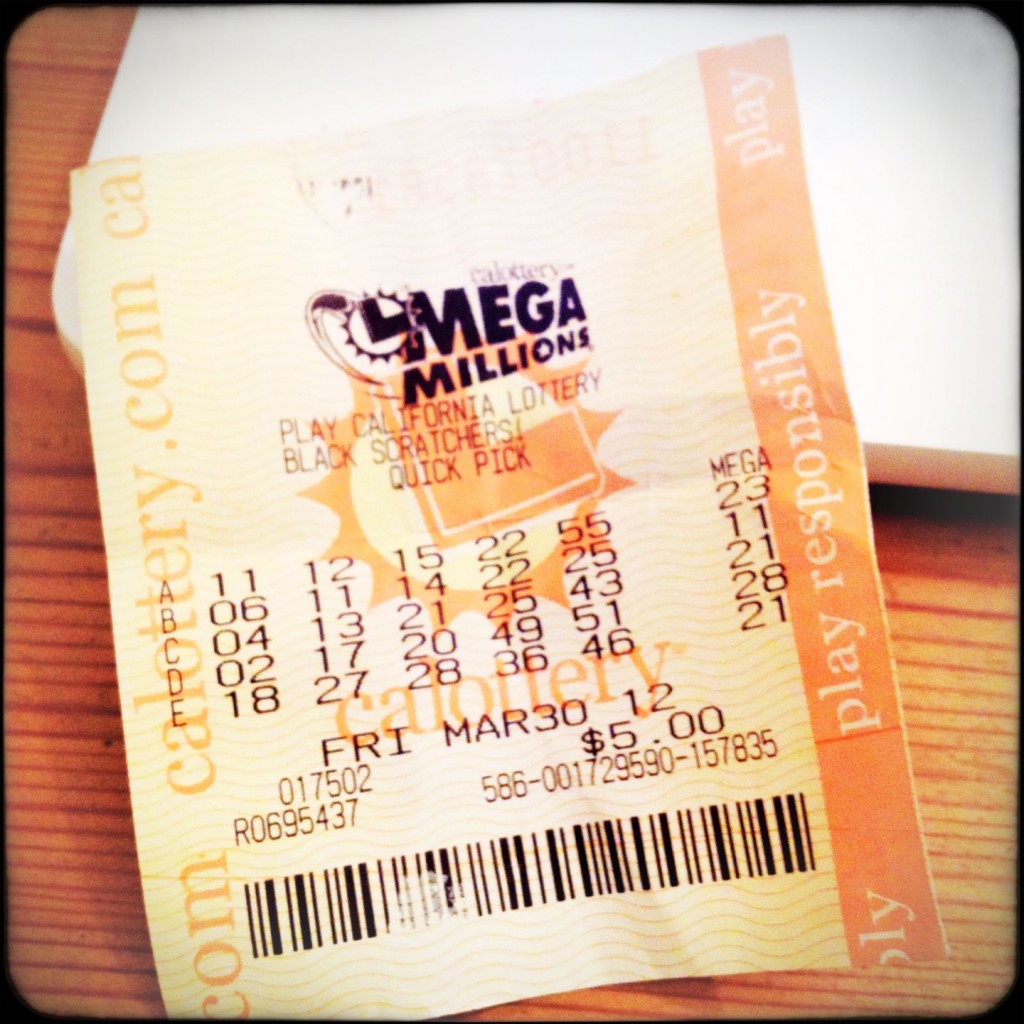 calottery
MEGA
MILLIONS
PLAY CALIFORNIA LOTTERY
BLACK SCRATCHERS!
QUICK PICK
MEGA
A 11 12 15 22 55 23
B 06 11 14 22 25 11
C 04 13 21 25 43 21
D 02 17 20 49 51 28
E 18 27 28 36 46 21
calottery
FRI MAR30 12
$5.00
017502 586-001729590-157835
R0695437
com calottery.com ca
play responsibly play
ply